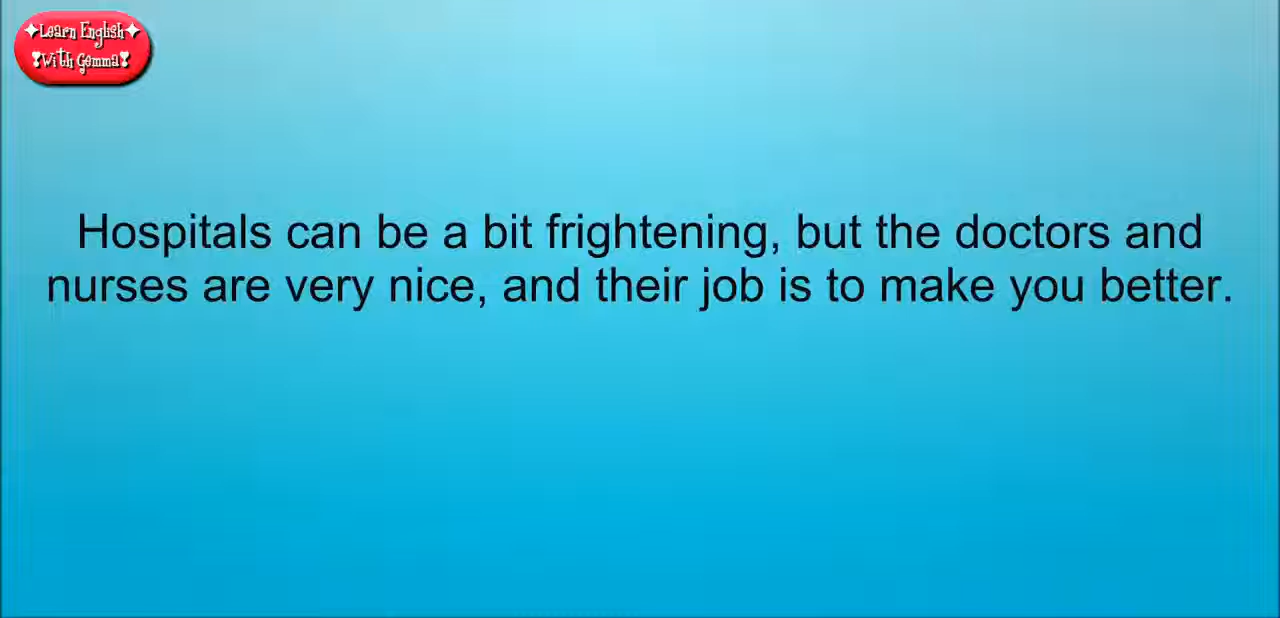 Learn English
With Gemma
Hospitals can be a bit frightening, but the doctors and
nurses are very nice, and their job is to make you better.